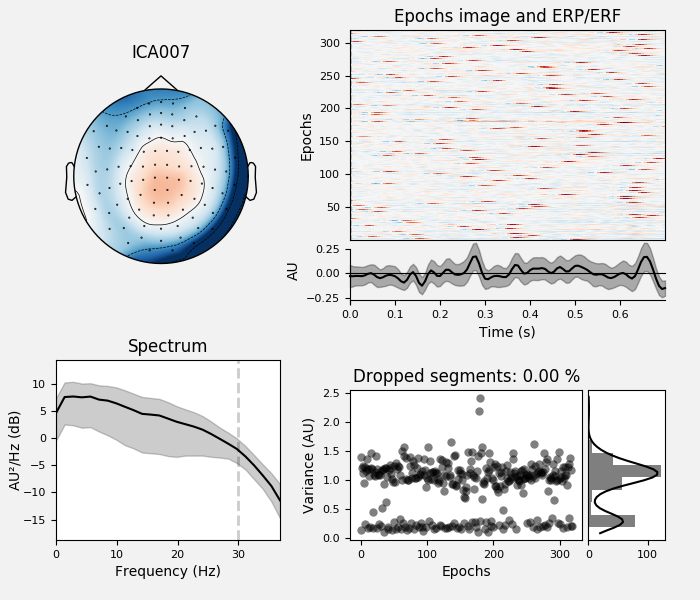 ICA007
Epochs image and ERP/ERF
300
250
200
150
100
50
Epochs
0.25
0.00
−0.25
AU
0.0 0.1 0.2 0.3 0.4 0.5 0.6
Time (s)
Spectrum
10
5
0
−5
−10
−15
AU²/Hz (dB)
0 10 20 30
Frequency (Hz)
Dropped segments: 0.00 %
2.5
2.0
1.5
1.0
0.5
0.0
Variance (AU)
0 100 200 300
Epochs
0 100